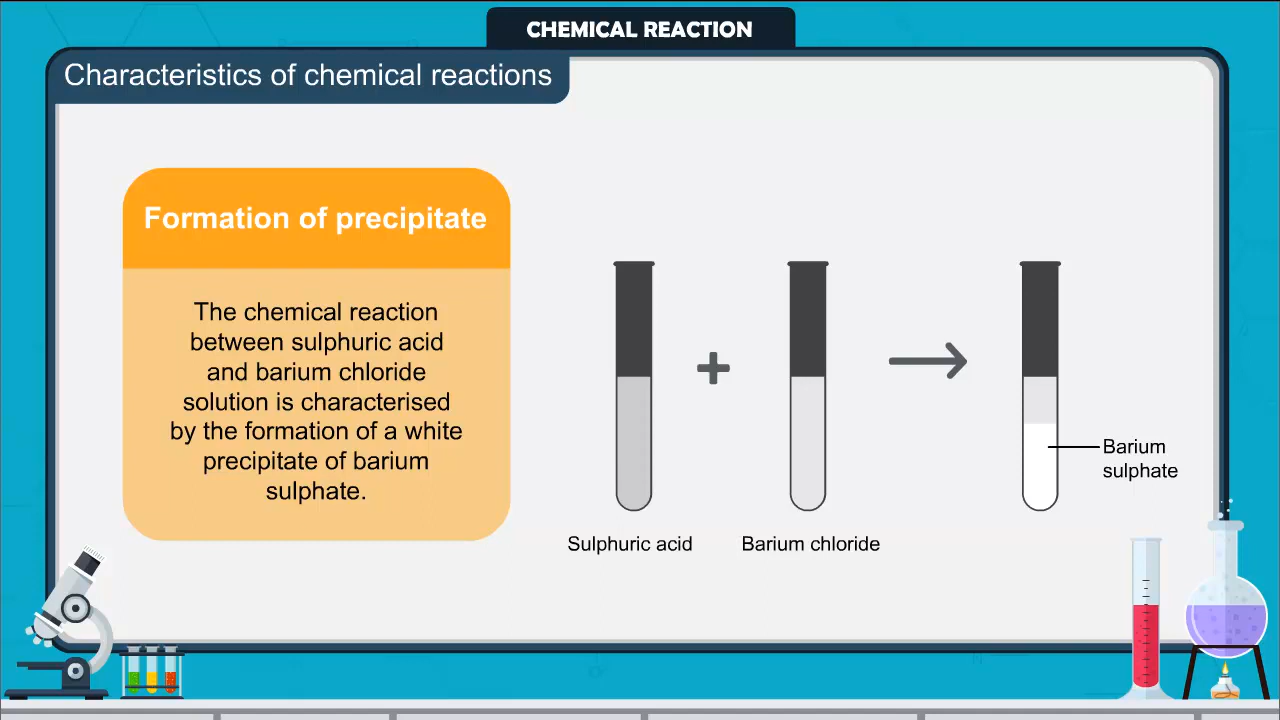 CHEMICAL REACTION
Characteristics of chemical reactions
Formation of precipitate
The chemical reaction
between sulphuric acid
and barium chloride
solution is characterised
by the formation of a white
precipitate of barium
sulphate.
Barium
sulphate
Sulphuric acid
Barium chloride